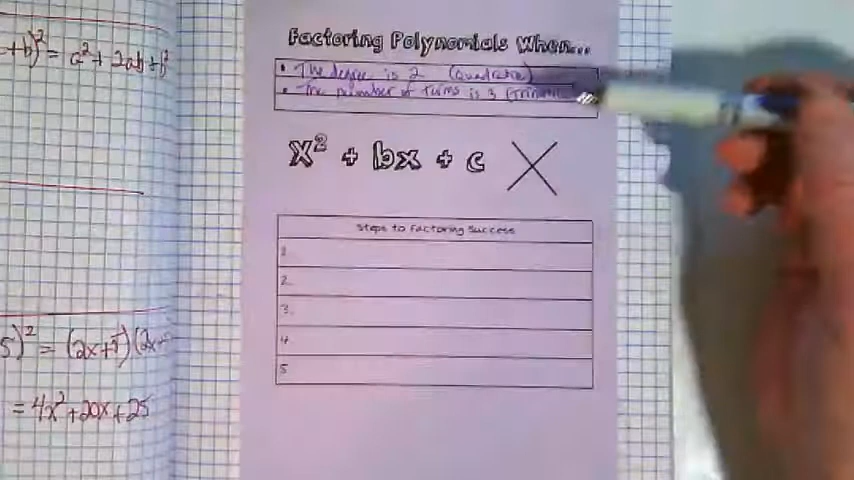 +b)² = a² + 2ab + b²
5)² = (2x+5)(2x+
= 4x² + 20x + 25
Factoring Polynomials When...
• The degree is 2 (Quadratic)
• The number of terms is 3
x² + bx + c
Steps to Factoring Success
1.
2.
3.
4.
5